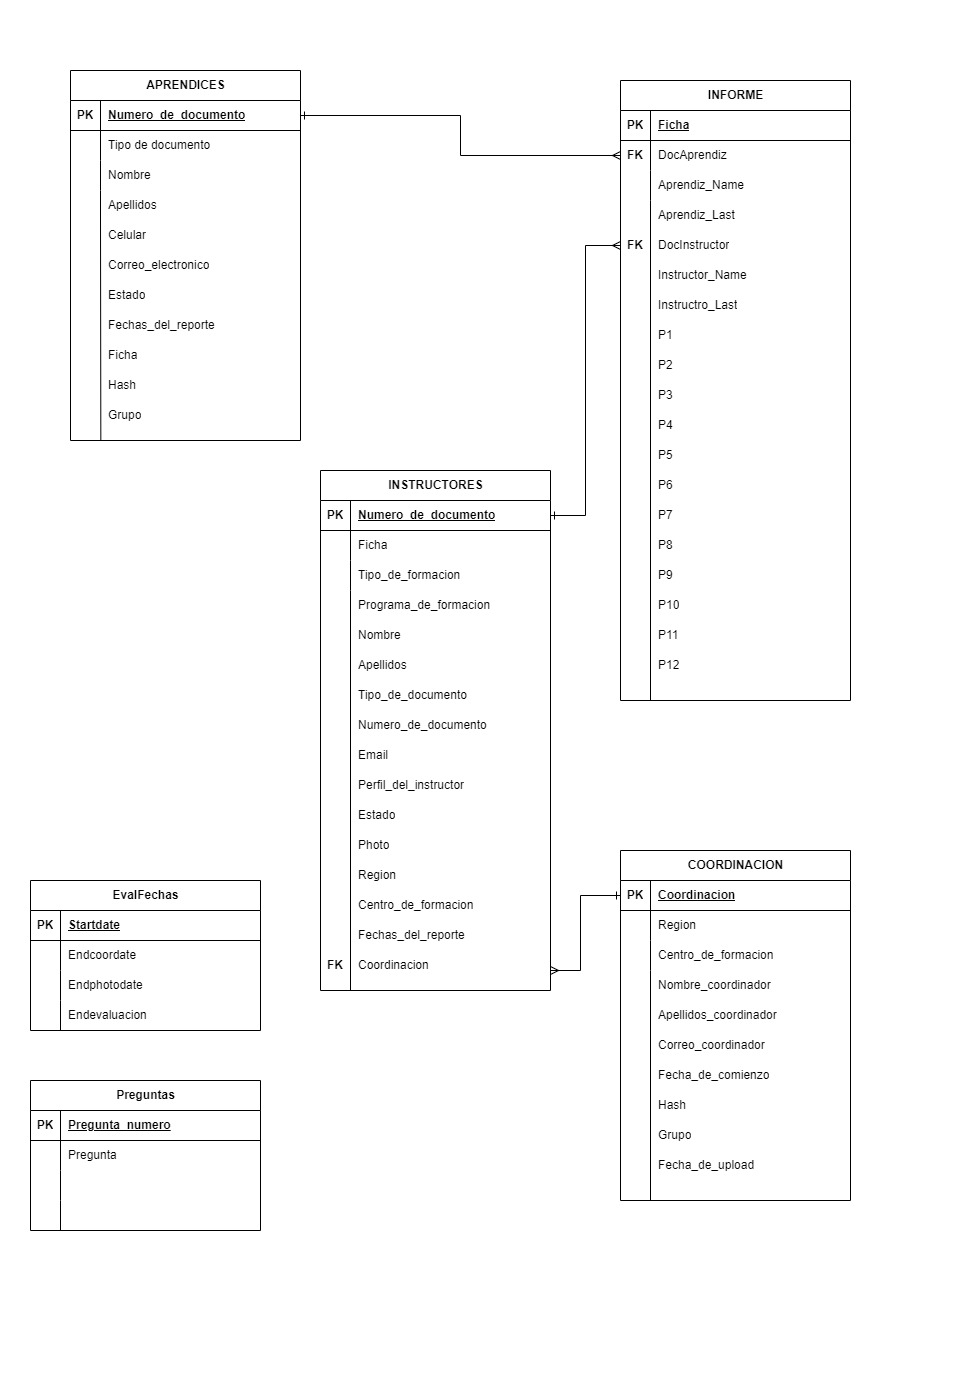 APRENDICES
PK Numero_de_documento
Tipo de documento
Nombre
Apellidos
Celular
Correo_electronico
Estado
Fechas_del_reporte
Ficha
Hash
Grupo
INFORME
PK Ficha
FK DocAprendiz
Aprendiz_Name
Aprendiz_Last
FK DocInstructor
Instructor_Name
Instructro_Last
P1
P2
P3
P4
P5
P6
P7
P8
P9
P10
P11
P12
INSTRUCTORES
PK Numero_de_documento
Ficha
Tipo_de_formacion
Programa_de_formacion
Nombre
Apellidos
Tipo_de_documento
Numero_de_documento
Email
Perfil_del_instructor
Estado
Photo
Region
Centro_de_formacion
Fechas_del_reporte
FK Coordinacion
COORDINACION
PK Coordinacion
Region
Centro_de_formacion
Nombre_coordinador
Apellidos_coordinador
Correo_coordinador
Fecha_de_comienzo
Hash
Grupo
Fecha_de_upload
EvalFechas
PK Startdate
Endcoordate
Endphotodate
Endevaluacion
Preguntas
PK Pregunta_numero
Pregunta